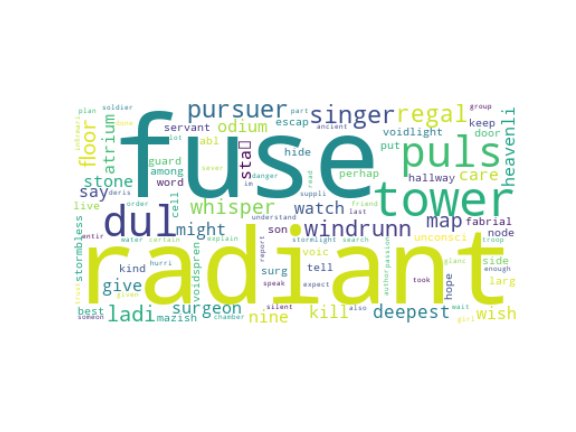 plan
soldier
pursuer
part
ancient
singer
regal
group
keep
infirmari
floor
done
lot
atrium
servant
abl
odium
escap
voidlight
put
door
heavenli
guard
among
sever
hide
fuse
perhap
puls
say
stone
word
cell
im
danger
read
suppli
hallway
care
live
dul
order
whisper
watch
friend
last
tower
map
fabrial
stormbless
might
understand
son
windrunn
unconsci
node
entir
water
certain
explain
report
voic
stormlight
search
passion
author
troop
side
kind
voidspren
surg
tell
radiant
hope
glanc
enough
larg
trust
give
given
hurri
speak
silent
expect
took
best
ladi
mazish
surgeon
nine
kill
also
deepest
wait
wish
someon
chamber
girl